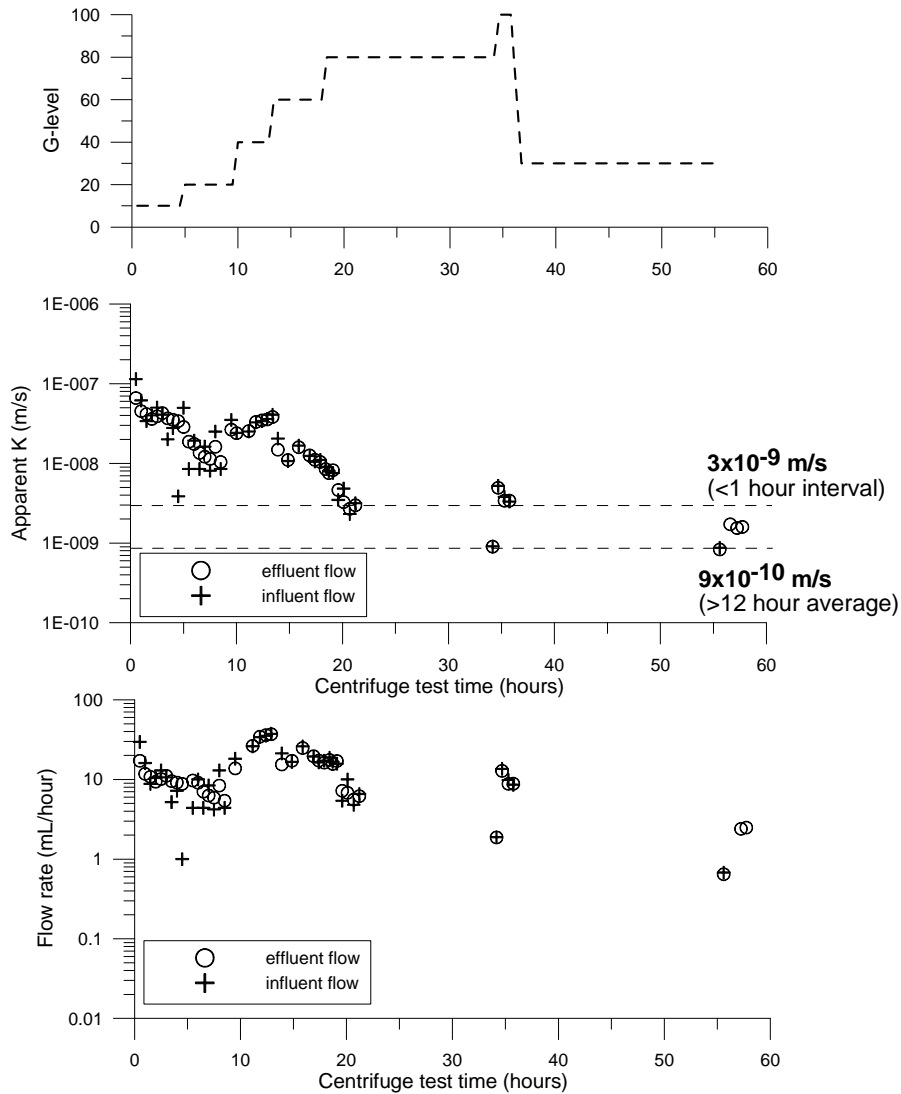 100
80
60
40
20
0
G-level
0 10 20 30 40 50 60
1E-006
1E-007
1E-008
1E-009
1E-010
Apparent K (m/s)
3x10-9 m/s
(<1 hour interval)
9x10-10 m/s
(>12 hour average)
effluent flow
influent flow
0 10 20 30 40 50 60
Centrifuge test time (hours)
100
10
1
0.1
0.01
Flow rate (mL/hour)
effluent flow
influent flow
0 10 20 30 40 50 60
Centrifuge test time (hours)